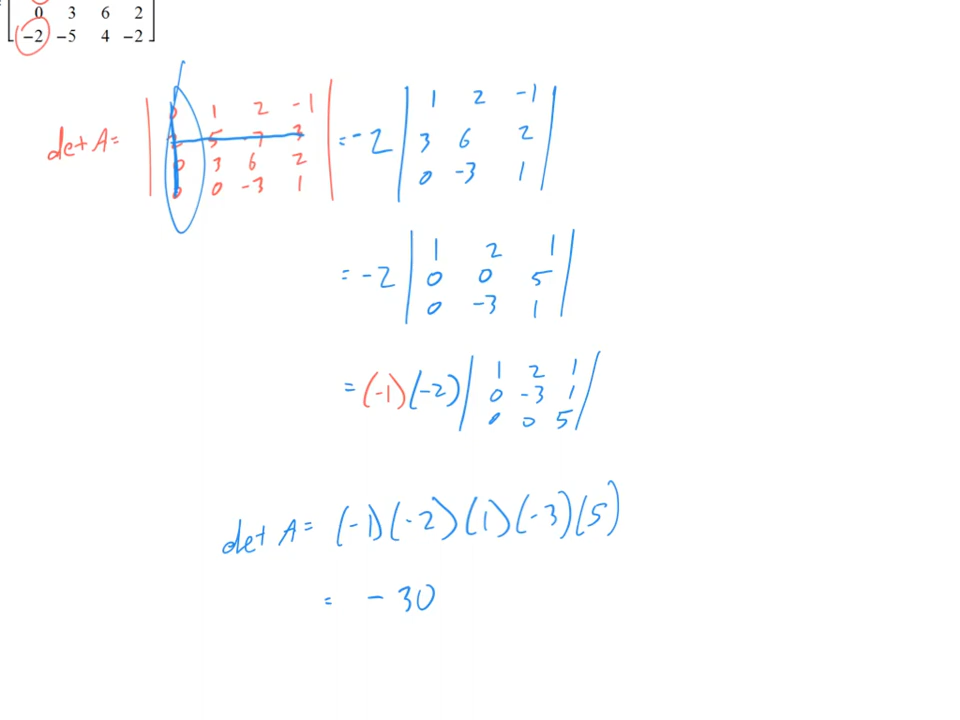 0 3 6 2
-2 -5 4 -2
det A = | 0 1 2 -1 | = -2 | 1 2 -1 |
| 2 5 -7 3 | | 3 6 2 |
| 0 3 6 2 | | 0 -3 1 |
| 0 0 -3 1 |
= -2 | 1 2 1 |
| 0 0 5 |
| 0 -3 1 |
= (-1)(-2) | 1 2 1 |
| 0 -3 1 |
| 0 0 5 |
det A = (-1)(-2)(1)(-3)(5)
= -30